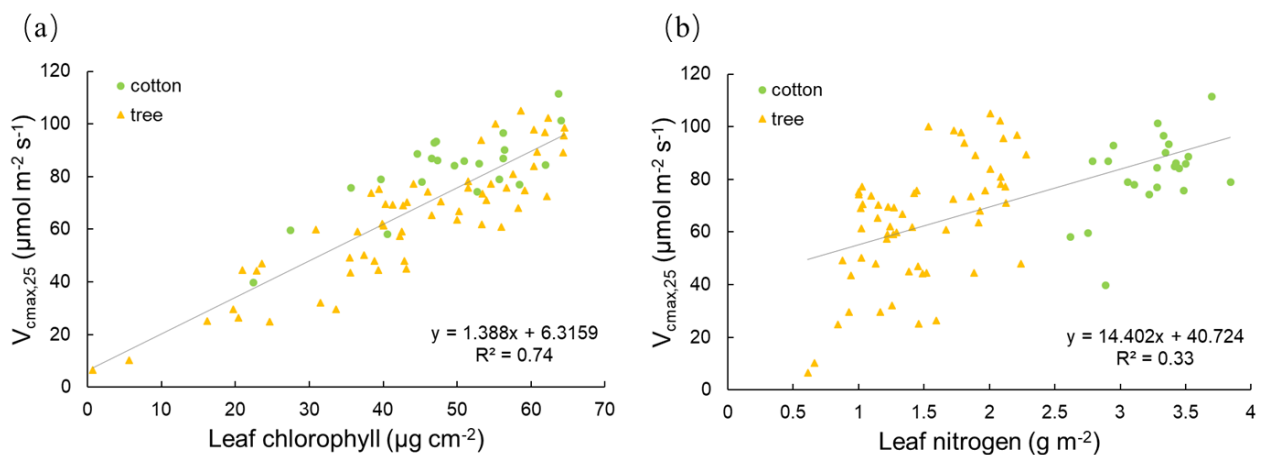 (a)
120
100
80
60
40
20
0
V_cmax,25 (µmol m⁻² s⁻¹)
cotton
tree
y = 1.388x + 6.3159
R² = 0.74
0 10 20 30 40 50 60 70
Leaf chlorophyll (µg cm⁻²)
(b)
120
100
80
60
40
20
0
V_cmax,25 (µmol m⁻² s⁻¹)
cotton
tree
y = 14.402x + 40.724
R² = 0.33
0 0.5 1 1.5 2 2.5 3 3.5 4
Leaf nitrogen (g m⁻²)